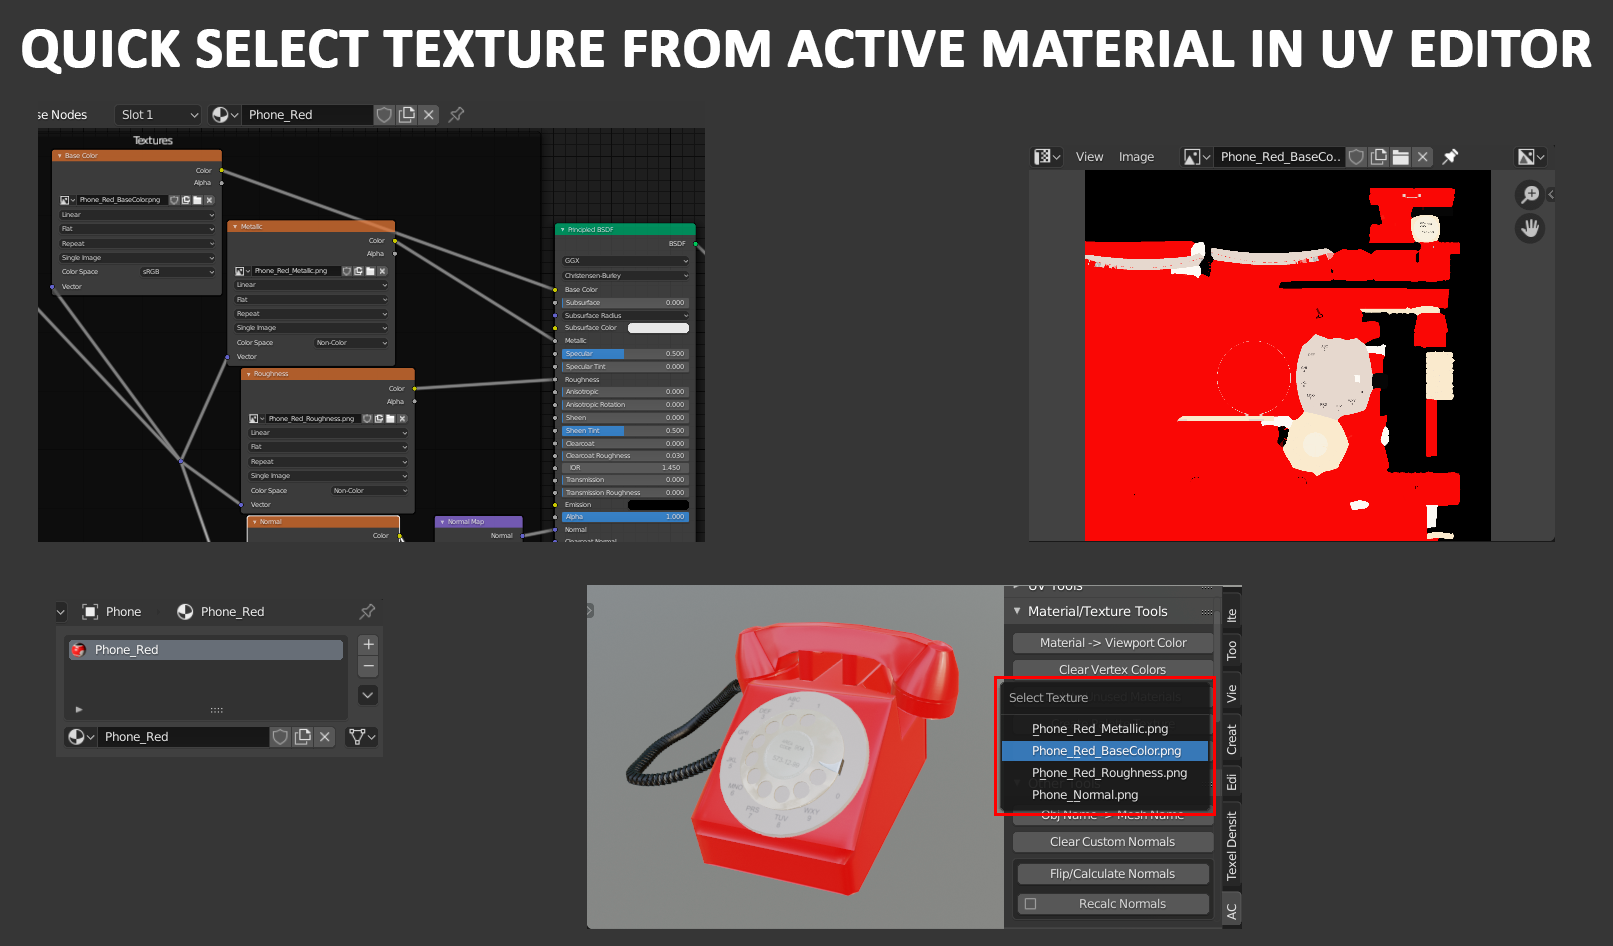 QUICK SELECT TEXTURE FROM ACTIVE MATERIAL IN UV EDITOR
se Nodes
Slot 1
Phone_Red
Textures
Base Color
Color
Alpha
Phone_Red_BaseColor.png
Linear
Flat
Repeat
Single Image
Color Space sRGB
Vector
Metallic
Color
Alpha
Phone_Red_Metallic.png
Linear
Flat
Repeat
Single Image
Color Space Non-Color
Vector
Roughness
Color
Alpha
Phone_Red_Roughness.png
Linear
Flat
Repeat
Single Image
Color Space Non-Color
Vector
Normal
Color
Normal Map
Normal
Principled BSDF
BSDF
GGX
Christensen-Burley
Base Color
Subsurface 0.000
Subsurface Radius
Subsurface Color
Metallic
Specular 0.500
Specular Tint 0.000
Roughness
Anisotropic 0.000
Anisotropic Rotation 0.000
Sheen 0.000
Sheen Tint 0.500
Clearcoat 0.000
Clearcoat Roughness 0.030
IOR 1.450
Transmission 0.000
Transmission Roughness 0.000
Emission
Alpha 1.000
Normal
Clearcoat Normal
View Image Phone_Red_BaseCo..
Phone Phone_Red
Phone_Red
Phone_Red
UV Tools
Material/Texture Tools
Material -> Viewport Color
Clear Vertex Colors
Select Texture
Phone_Red_Metallic.png
Phone_Red_BaseColor.png
Phone_Red_Roughness.png
Phone_Normal.png
Obj Name -> Mesh Name
Clear Custom Normals
Flip/Calculate Normals
Recalc Normals
Ite
Too
Vie
Creat
Edi
Texel Densit
AC